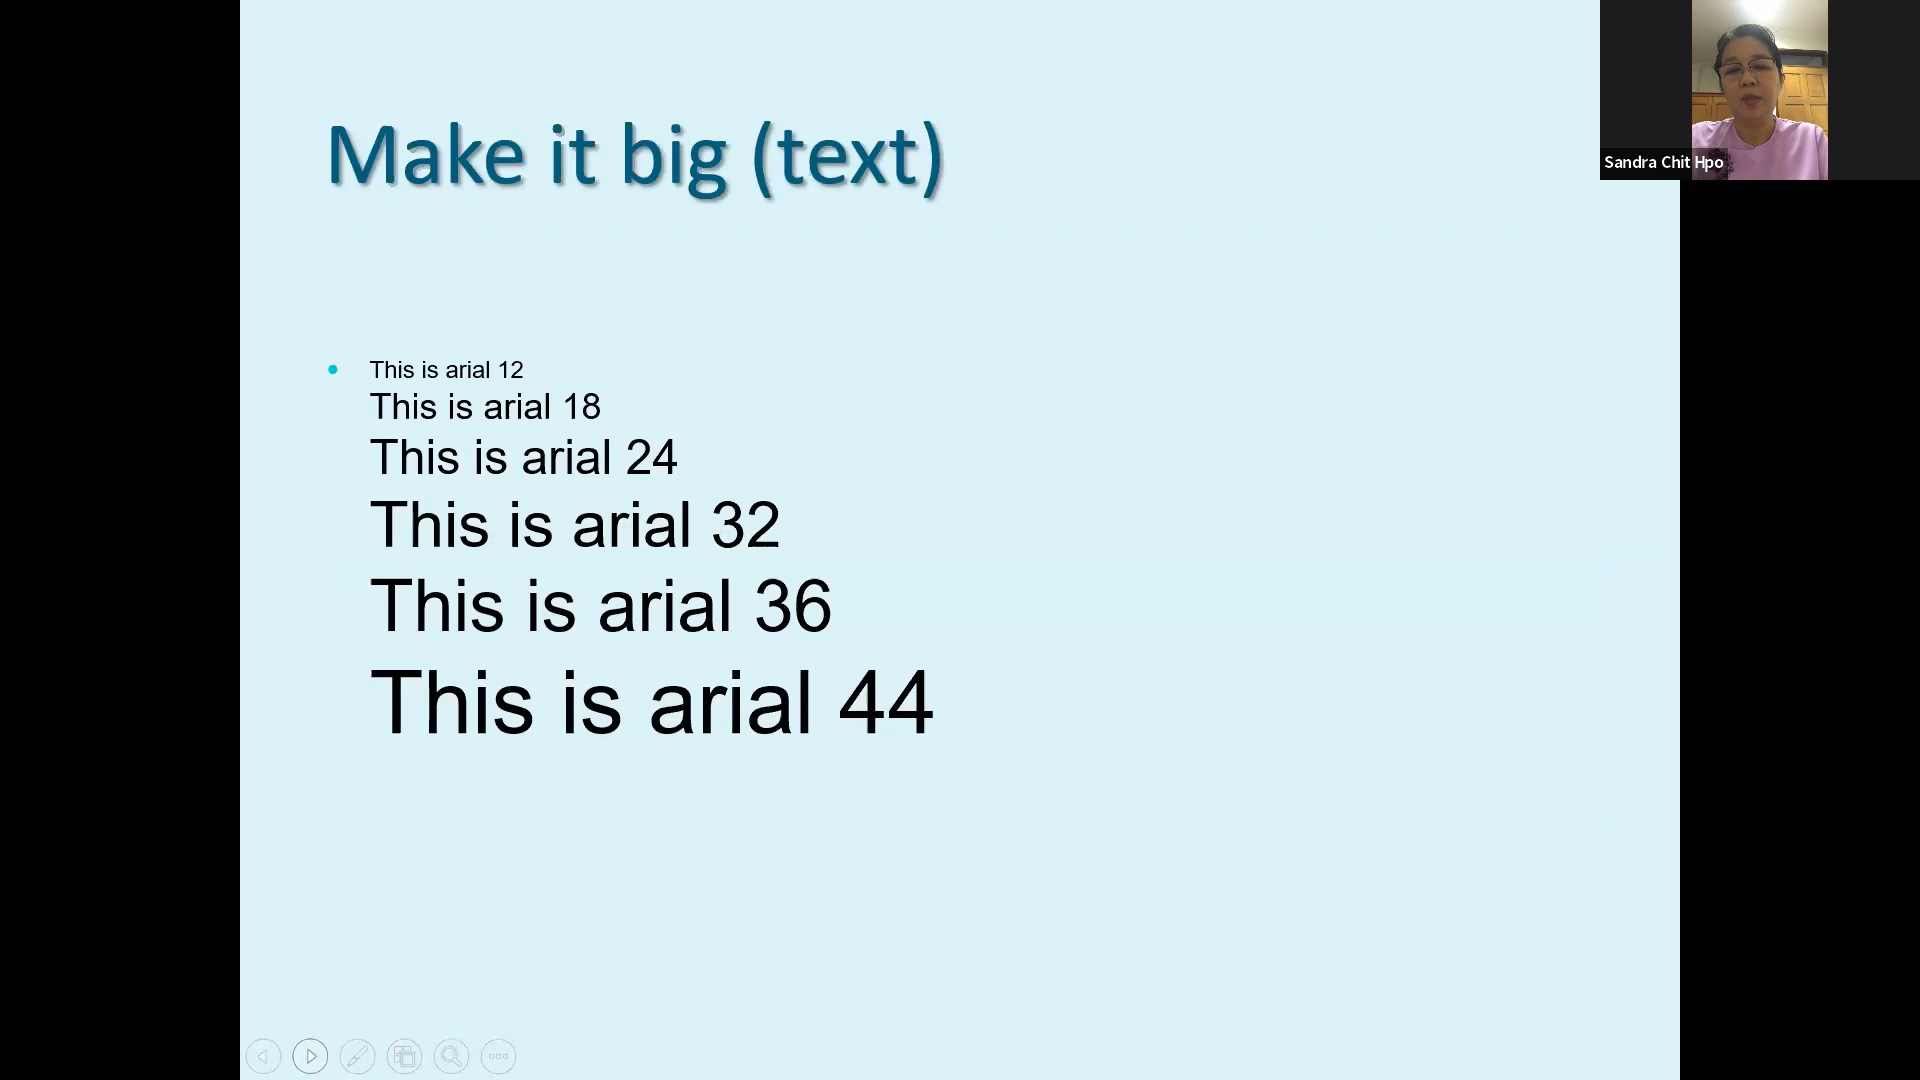 Make it big (text)
Sandra Chit Hpo
• This is arial 12
This is arial 18
This is arial 24
This is arial 32
This is arial 36
This is arial 44